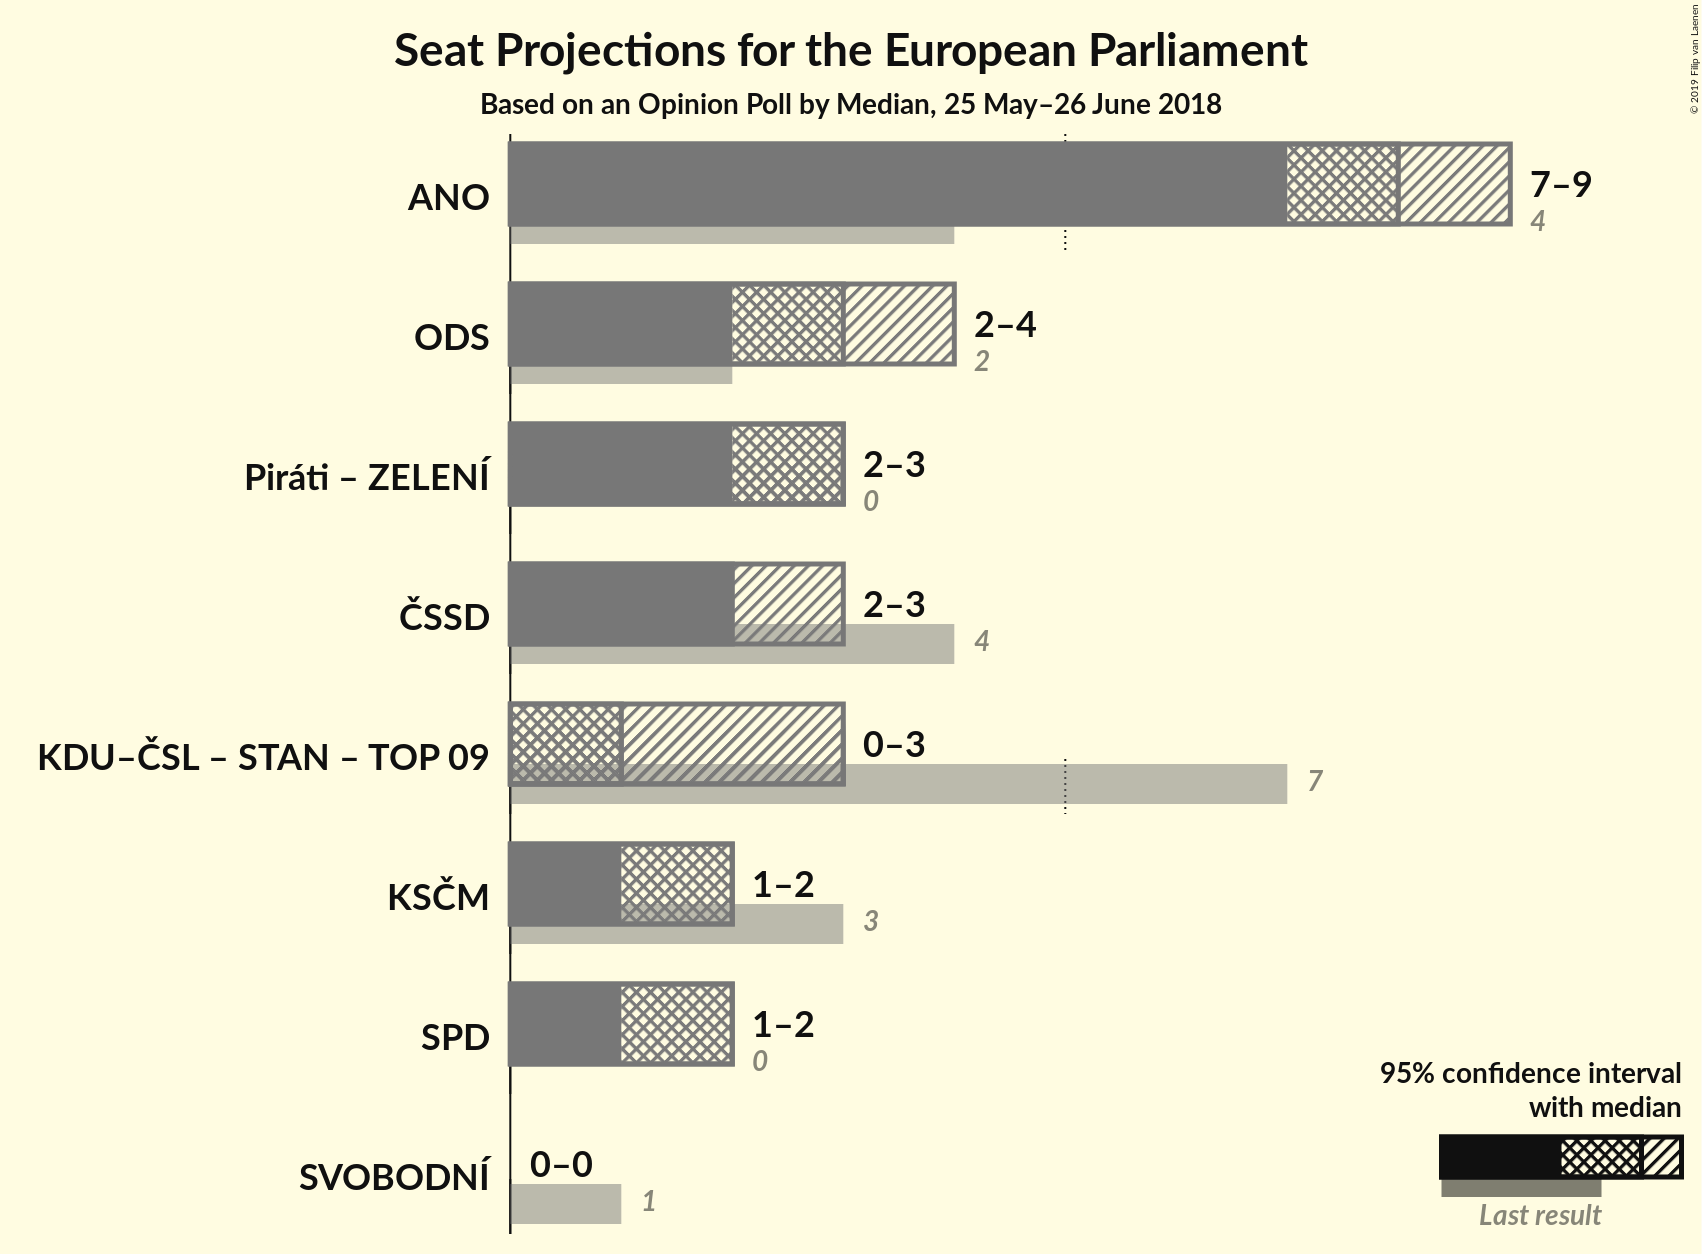 Seat Projections for the European Parliament
Based on an Opinion Poll by Median, 25 May–26 June 2018
© 2019 Filip van Laenen
ANO
7–9
4
ODS
2–4
2
Piráti – ZELENÍ
2–3
0
ČSSD
2–3
4
KDU–ČSL – STAN – TOP 09
0–3
7
KSČM
1–2
3
SPD
1–2
0
SVOBODNÍ
0–0
1
95% confidence interval
with median
Last result